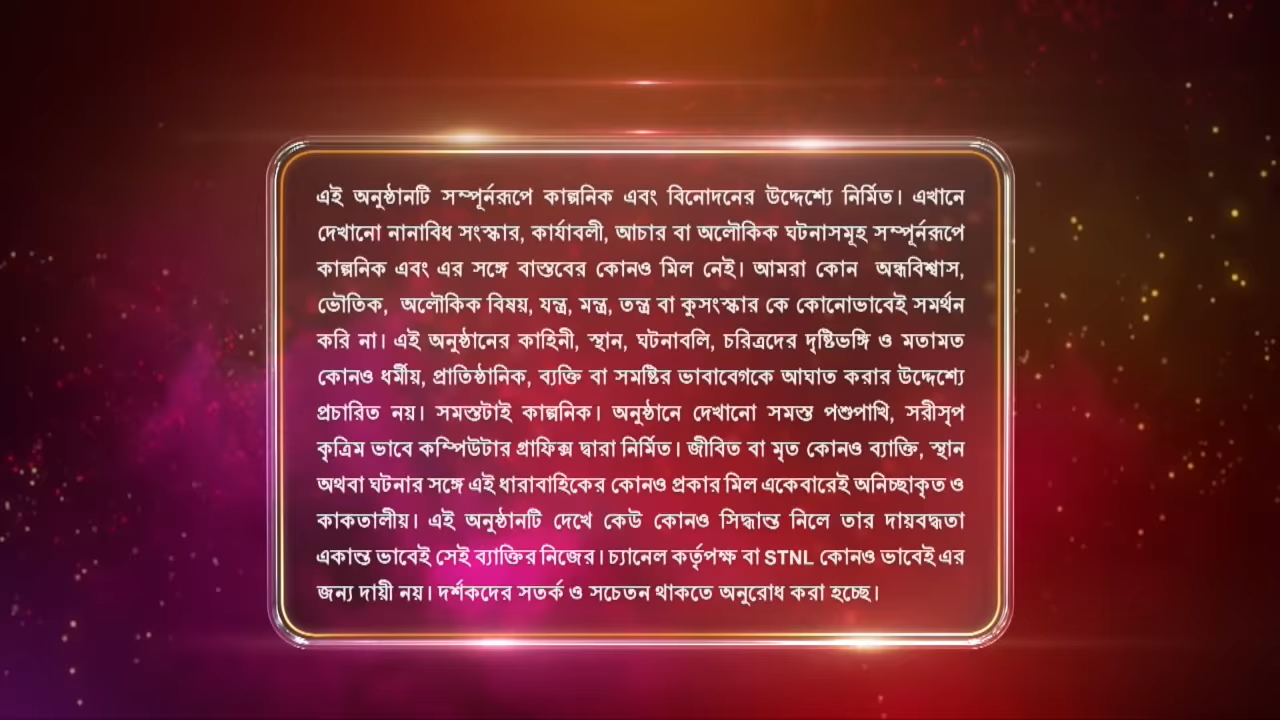 এই অনুষ্ঠানটি সম্পূর্নরূপে কাল্পনিক এবং বিনোদনের উদ্দেশ্যে নির্মিত। এখানে
দেখানো নানাবিধ সংস্কার, কার্যাবলী, আচার বা অলৌকিক ঘটনাসমূহ সম্পূর্নরূপে
কাল্পনিক এবং এর সঙ্গে বাস্তবের কোনও মিল নেই। আমরা কোন অন্ধবিশ্বাস,
ভৌতিক, অলৌকিক বিষয়, যন্ত্র, মন্ত্র, তন্ত্র বা কুসংস্কার কে কোনোভাবেই সমর্থন
করি না। এই অনুষ্ঠানের কাহিনী, স্থান, ঘটনাবলি, চরিত্রদের দৃষ্টিভঙ্গি ও মতামত
কোনও ধর্মীয়, প্রাতিষ্ঠানিক, ব্যক্তি বা সমষ্টির ভাবাবেগকে আঘাত করার উদ্দেশ্যে
প্রচারিত নয়। সমস্তটাই কাল্পনিক। অনুষ্ঠানে দেখানো সমস্ত পশুপাখি, সরীসৃপ
কৃত্রিম ভাবে কম্পিউটার গ্রাফিক্স দ্বারা নির্মিত। জীবিত বা মৃত কোনও ব্যাক্তি, স্থান
অথবা ঘটনার সঙ্গে এই ধারাবাহিকের কোনও প্রকার মিল একেবারেই অনিচ্ছাকৃত ও
কাকতালীয়। এই অনুষ্ঠানটি দেখে কেউ কোনও সিদ্ধান্ত নিলে তার দায়বদ্ধতা
একান্ত ভাবেই সেই ব্যাক্তির নিজের। চ্যানেল কর্তৃপক্ষ বা STNL কোনও ভাবেই এর
জন্য দায়ী নয়। দর্শকদের সতর্ক ও সচেতন থাকতে অনুরোধ করা হচ্ছে।